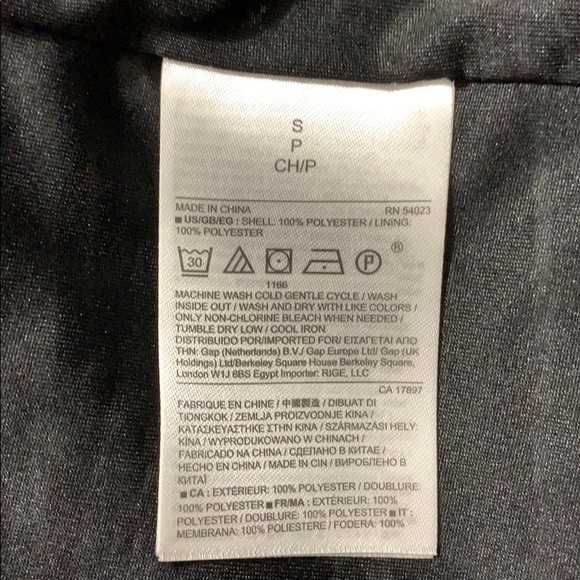 S
P
CH/P
MADE IN CHINA RN 54023
■ US/GB/EG : SHELL: 100% POLYESTER / LINING:
100% POLYESTER
30 P ®
1166
MACHINE WASH COLD GENTLE CYCLE / WASH
INSIDE OUT / WASH AND DRY WITH LIKE COLORS /
ONLY NON-CHLORINE BLEACH WHEN NEEDED /
TUMBLE DRY LOW / COOL IRON
DISTRIBUTED FOR/IMPORTED FOR/ ΕΙΣΑΓΕΤΑΙ ΑΠΟ
ΤΗΝ: Gap (Netherlands) B.V./ Gap Europe Ltd/ Gap (UK
Holdings) Ltd/Berkeley Square House Berkeley Square,
London W1J 6BS Egypt Importer: RIGE, LLC
CA 17897
FABRIQUE EN CHINE / 中國製造 / DIBUAT DI
TIONGKOK / ZEMLJA PROIZVODNJE KINA /
ΚΑΤΑΣΚΕΥΑΣΤΗΚΕ ΣΤΗΝ ΚΙΝΑ / SZÁRMAZÁSI HELY:
KÍNA / WYPRODUKOWANO W CHINACH /
FABRICADO NA CHINA / СДЕЛАНО В КИТАЕ /
HECHO EN CHINA / MADE IN CIN / ВИРОБЛЕНО В
КИТАЇ
■ CA : EXTÉRIEUR: 100% POLYESTER / DOUBLURE:
100% POLYESTER ■ FR/MA : EXTÉRIEUR: 100%
POLYESTER / DOUBLURE: 100% POLYESTER ■ IT :
MEMBRANA: 100% POLIESTERE / FODERA: 100%